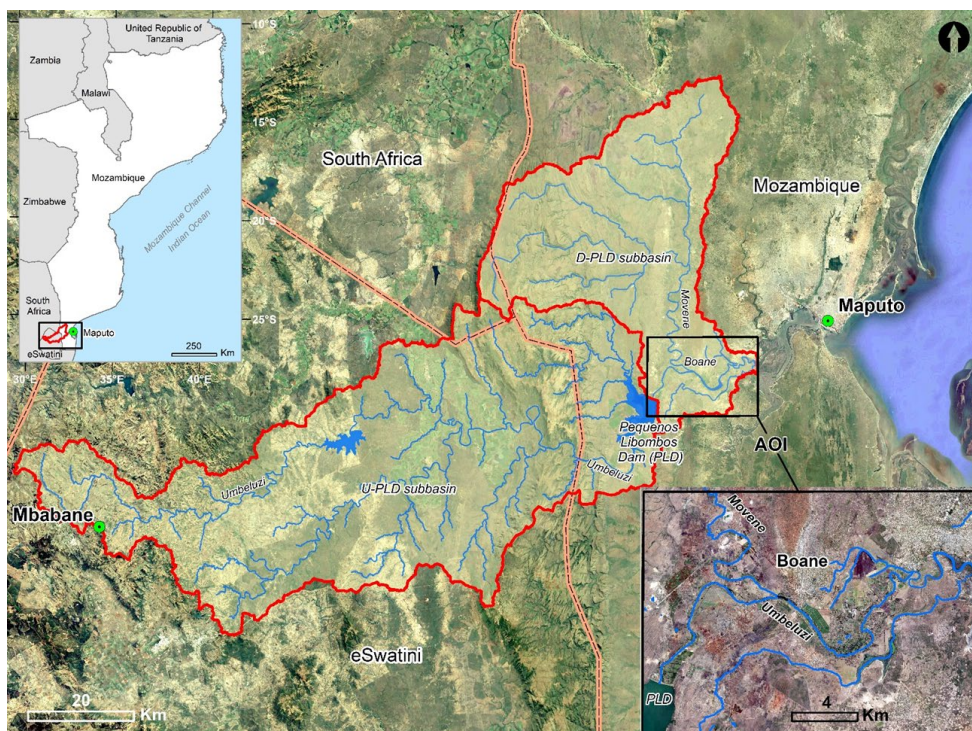 United Republic of
Tanzania
Zambia
Malawi
Mozambique
Zimbabwe
Mozambique Channel
Indian Ocean
South
Africa
Maputo
eSwatini
250
Km
10°S
15°S
20°S
25°S
30°E
35°E
40°E
South Africa
Mozambique
D-PLD subbasin
Movene
Maputo
Boane
AOI
Pequenos
Libombos
Dam (PLD)
Umbeluzi
Umbeluzi
U-PLD subbasin
Mbabane
eSwatini
20
Km
Movene
Boane
Umbeluzi
PLD
4
Km